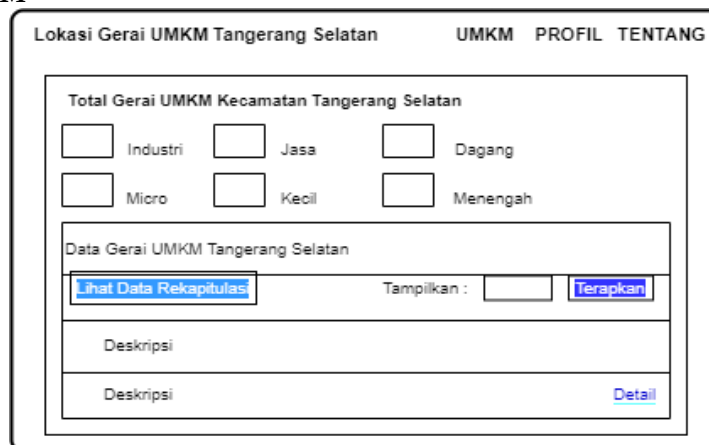 Lokasi Gerai UMKM Tangerang Selatan UMKM PROFIL TENTANG
Total Gerai UMKM Kecamatan Tangerang Selatan
Industri Jasa Dagang
Micro Kecil Menengah
Data Gerai UMKM Tangerang Selatan
Lihat Data Rekapitulasi Tampilkan : Terapkan
Deskripsi
Deskripsi Detail